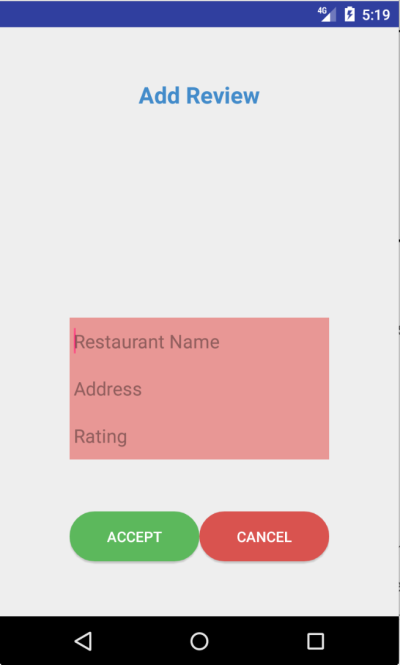 4G 5:19
Add Review
Restaurant Name
Address
Rating
ACCEPT CANCEL